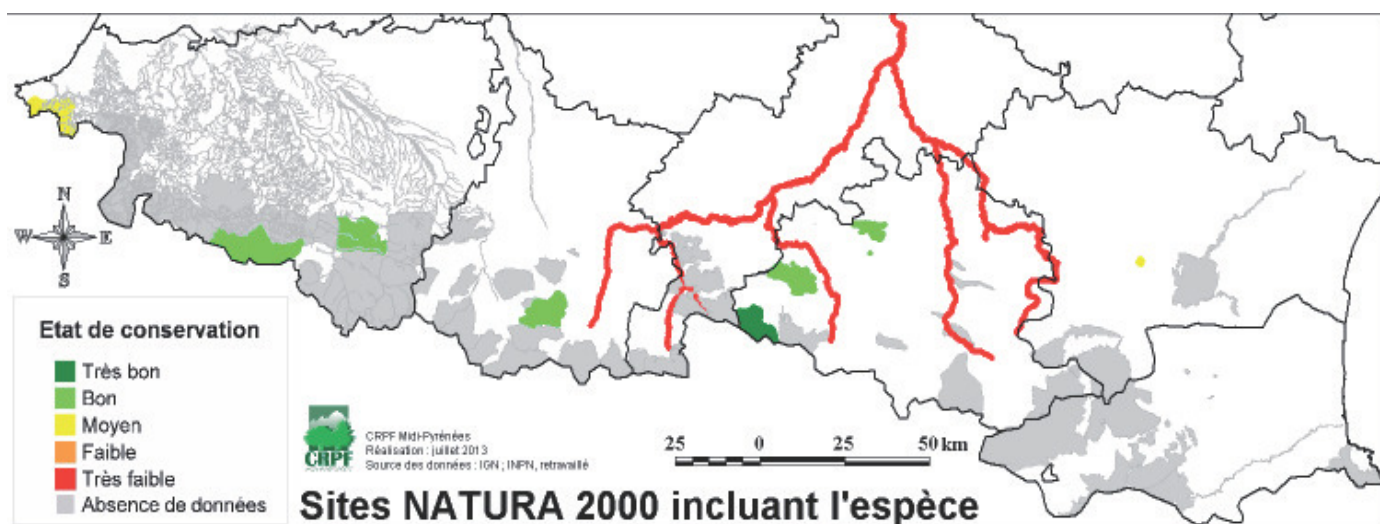 N
W E
S
Etat de conservation
Très bon
Bon
Moyen
Faible
Très faible
Absence de données
CRPF
CRPF Midi-Pyrénées
Réalisation : juillet 2013
Source des données : IGN ; INPN, retravaillé
25 0 25 50 km
Sites NATURA 2000 incluant l'espèce